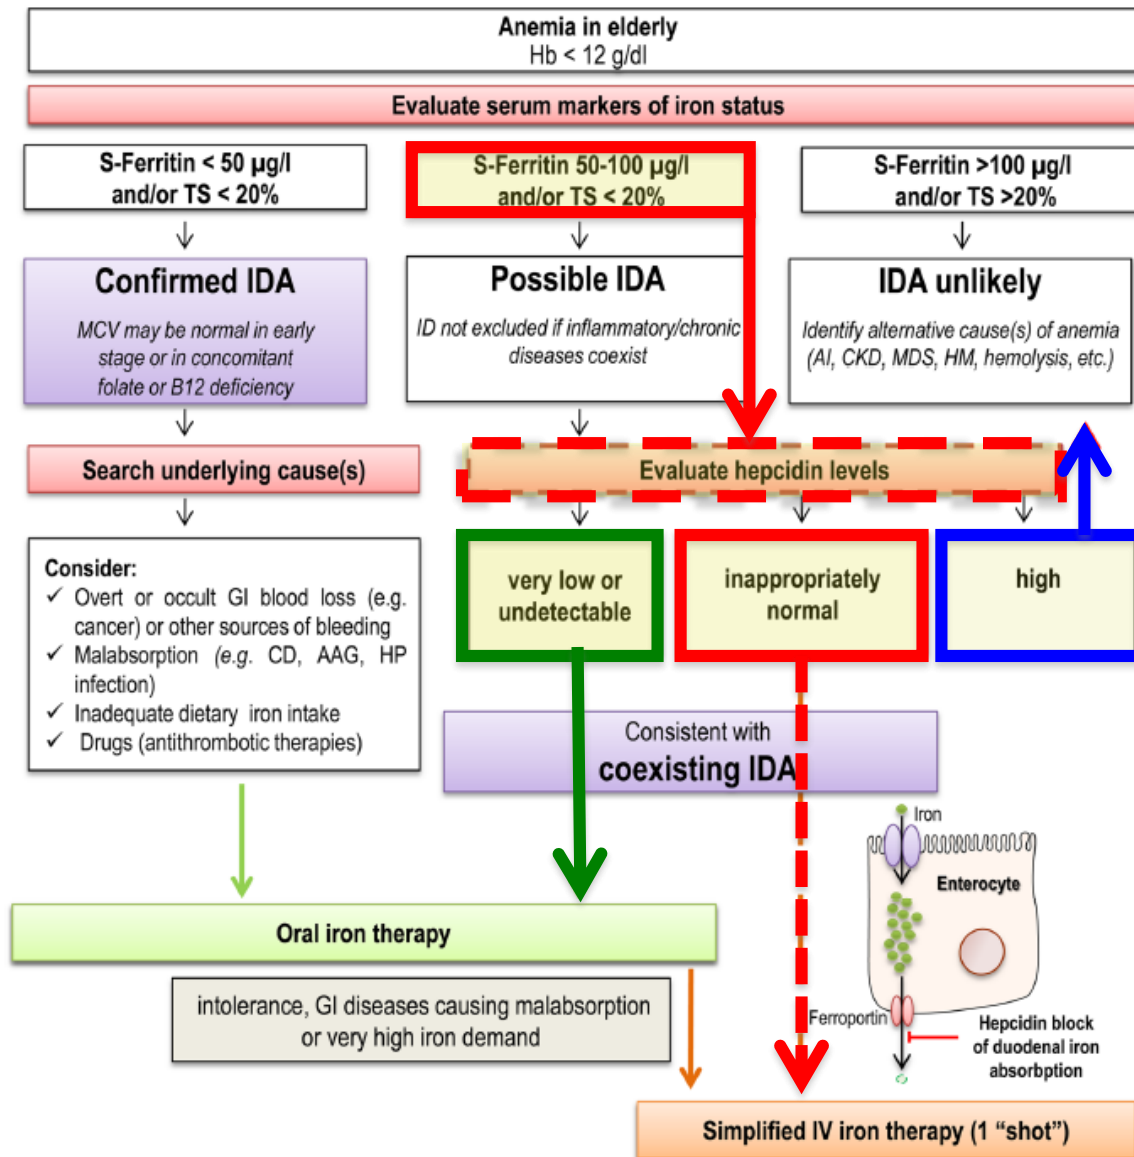 Anemia in elderly
Hb < 12 g/dl
Evaluate serum markers of iron status
S-Ferritin < 50 µg/l
and/or TS < 20%
S-Ferritin 50-100 µg/l
and/or TS < 20%
S-Ferritin >100 µg/l
and/or TS >20%
Confirmed IDA
MCV may be normal in early
stage or in concomitant
folate or B12 deficiency
Possible IDA
ID not excluded if inflammatory/chronic
diseases coexist
IDA unlikely
Identify alternative cause(s) of anemia
(AI, CKD, MDS, HM, hemolysis, etc.)
Search underlying cause(s)
Evaluate hepcidin levels
Consider:
✓ Overt or occult GI blood loss (e.g.
cancer) or other sources of bleeding
✓ Malabsorption (e.g. CD, AAG, HP
infection)
✓ Inadequate dietary iron intake
✓ Drugs (antithrombotic therapies)
very low or
undetectable
inappropriately
normal
high
Consistent with
coexisting IDA
Iron
Enterocyte
Ferroportin
Hepcidin block
of duodenal iron
absorbption
Oral iron therapy
intolerance, GI diseases causing malabsorption
or very high iron demand
Simplified IV iron therapy (1 “shot”)